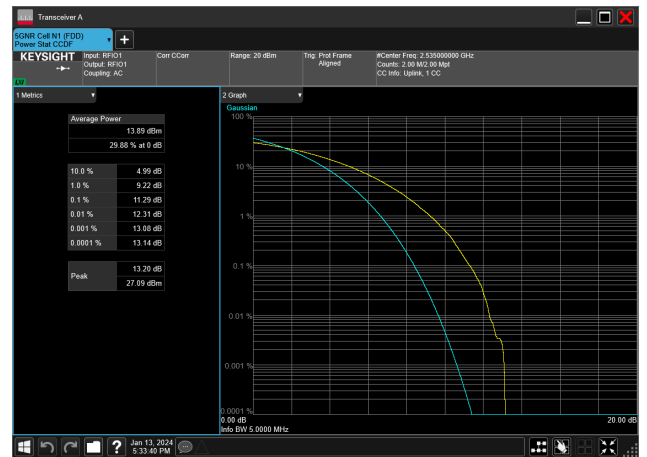 Transceiver A
5GNR Cell N1 (FDD)
Power Stat CCDF
KEYSIGHT
LXI
Input: RFIO1
Output: RFIO1
Coupling: AC
Corr CCorr
Range: 20 dBm
Trig: Prot Frame
Aligned
#Center Freq: 2.535000000 GHz
Counts: 2.00 M/2.00 Mpt
CC Info: Uplink, 1 CC
1 Metrics
Average Power
13.89 dBm
29.88 % at 0 dB
10.0 % 4.99 dB
1.0 % 9.22 dB
0.1 % 11.29 dB
0.01 % 12.31 dB
0.001 % 13.08 dB
0.0001 % 13.14 dB
Peak
13.20 dB
27.09 dBm
2 Graph
Gaussian
100 %
10 %
1 %
0.1 %
0.01 %
0.001 %
0.0001 %
0.00 dB
20.00 dB
Info BW 5.0000 MHz
?
Jan 13, 2024
5:33:40 PM